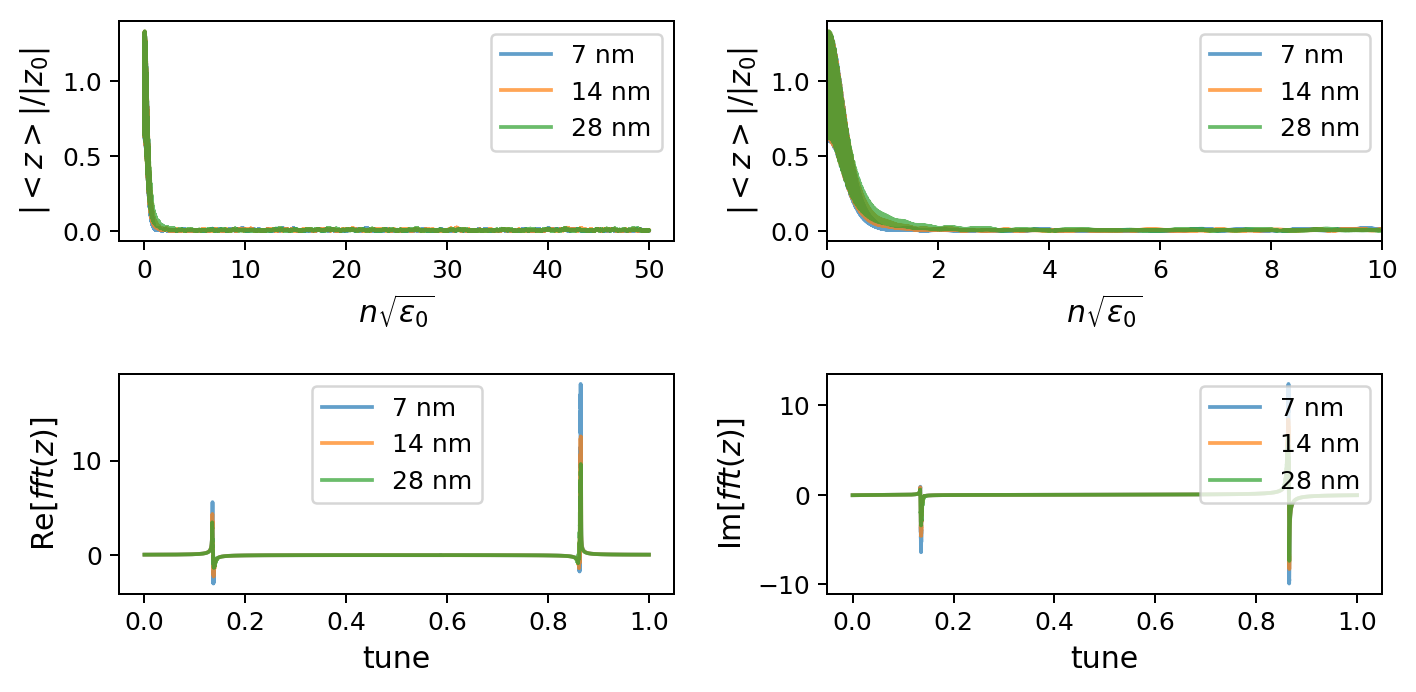 |< z >|/|z₀|
1.0
0.5
0.0
7 nm
14 nm
28 nm
0 10 20 30 40 50
n√ε₀
|< z >|/|z₀|
1.0
0.5
0.0
7 nm
14 nm
28 nm
0 2 4 6 8 10
n√ε₀
Re[fft(z)]
10
0
7 nm
14 nm
28 nm
0.0 0.2 0.4 0.6 0.8 1.0
tune
Im[fft(z)]
10
0
−10
7 nm
14 nm
28 nm
0.0 0.2 0.4 0.6 0.8 1.0
tune